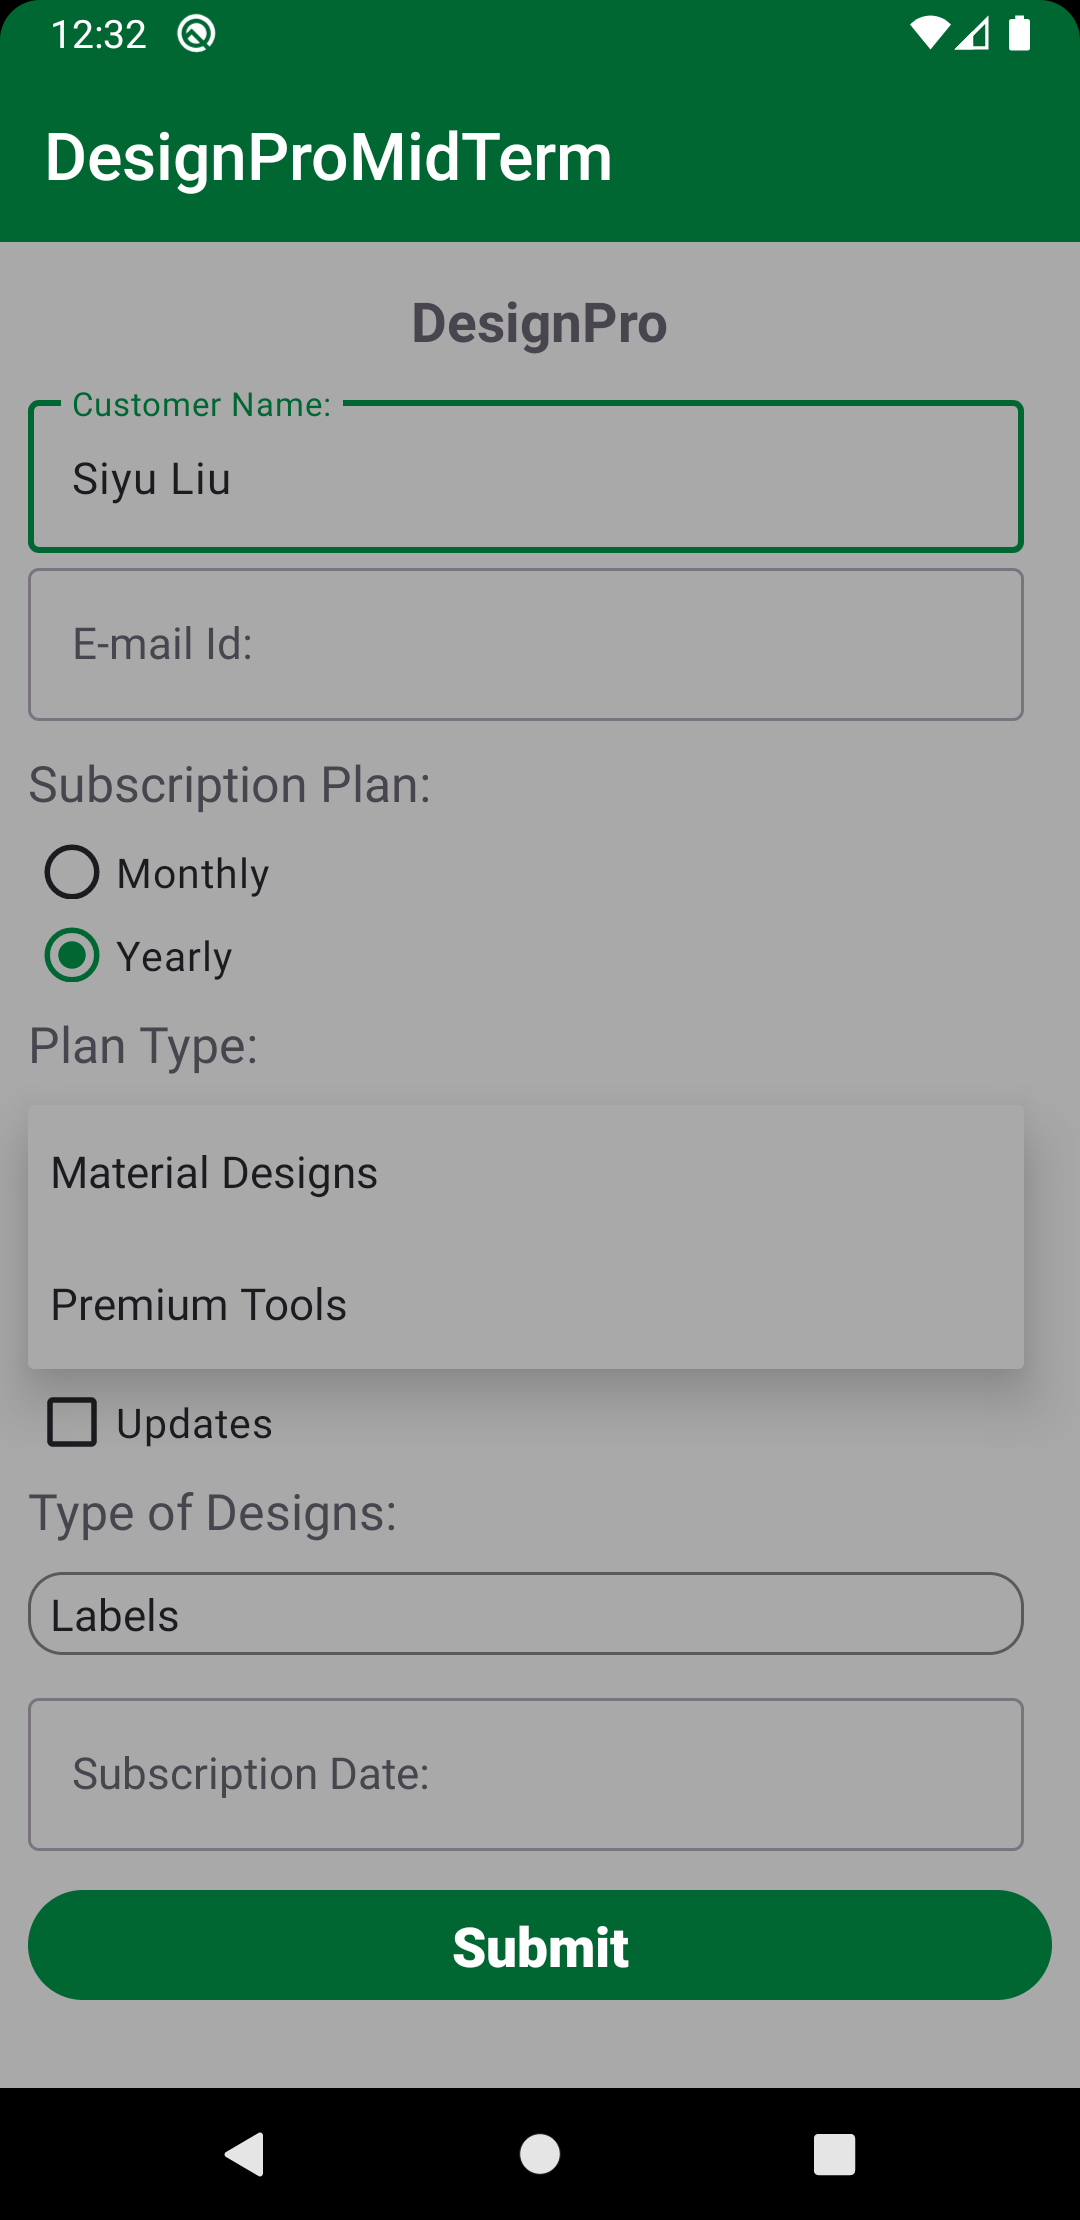 12:32
DesignProMidTerm
DesignPro
Customer Name:
Siyu Liu
E-mail Id:
Subscription Plan:
Monthly
Yearly
Plan Type:
Material Designs
Premium Tools
Updates
Type of Designs:
Labels
Subscription Date:
Submit